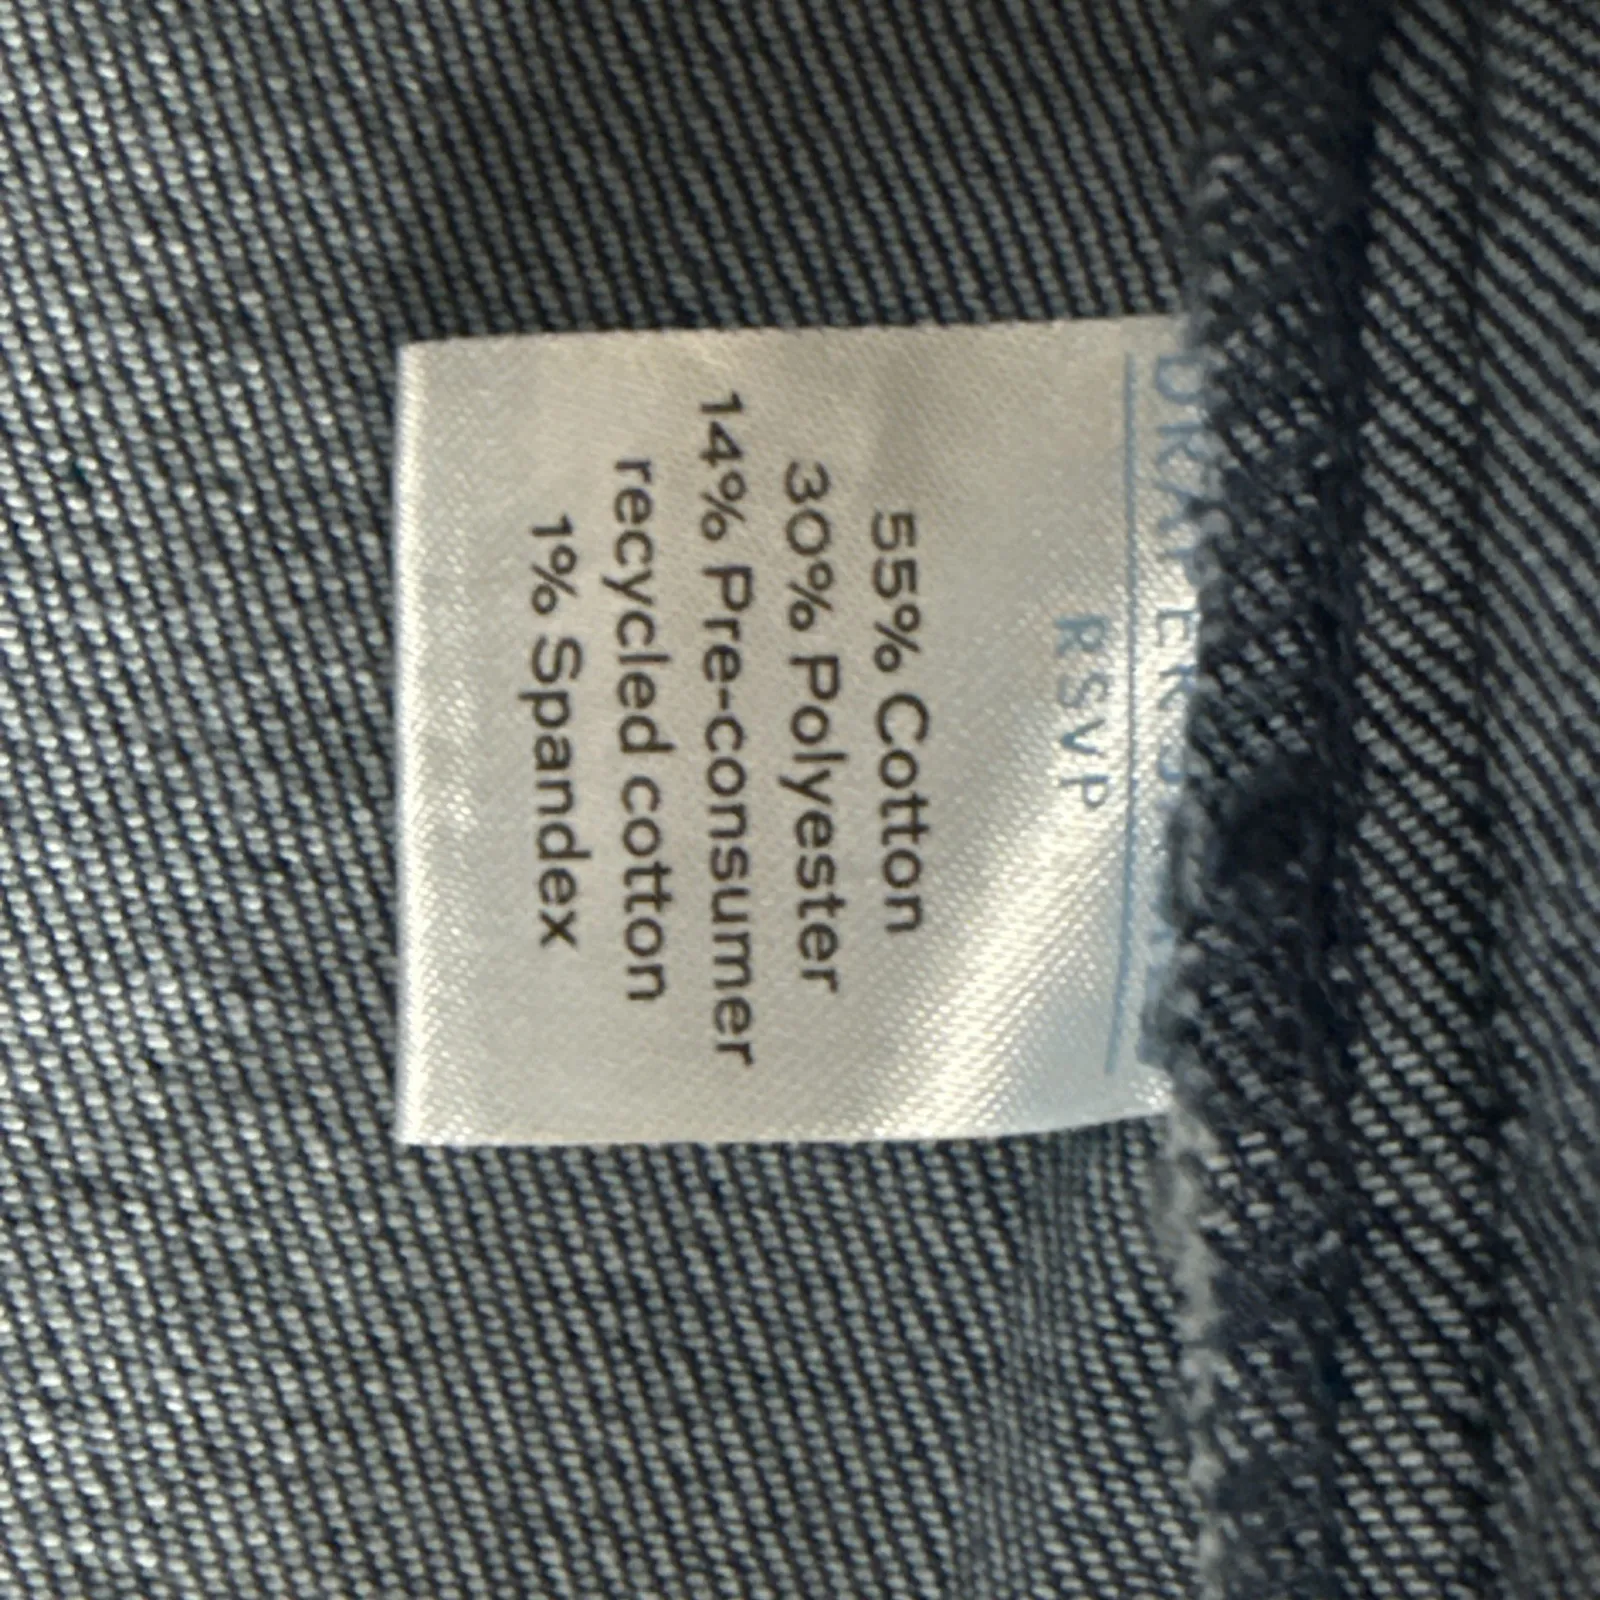 RSVP
55% Cotton
30% Polyester
14% Pre-consumer
recycled cotton
1% Spandex